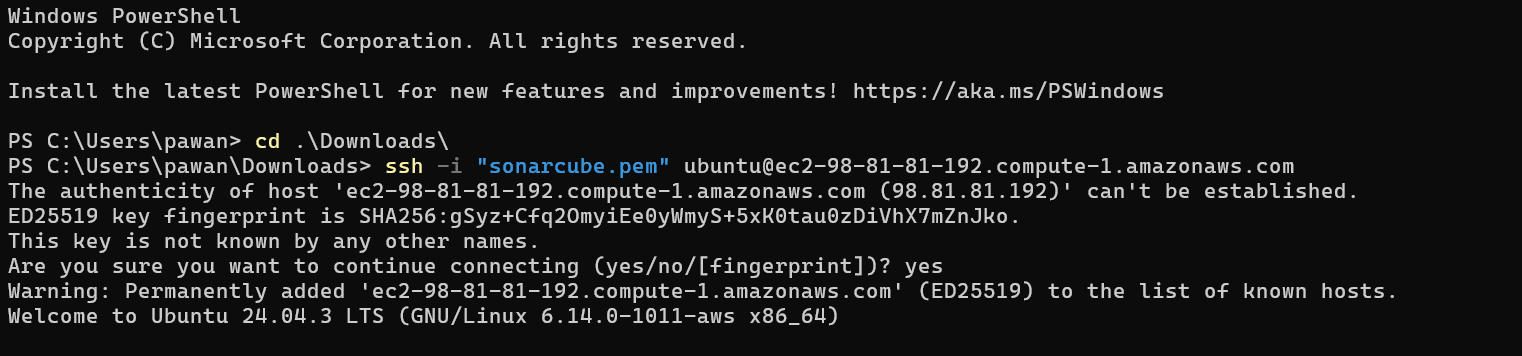 Windows PowerShell
Copyright (C) Microsoft Corporation. All rights reserved.
Install the latest PowerShell for new features and improvements! https://aka.ms/PSWindows
PS C:\Users\pawan> cd .\Downloads\
PS C:\Users\pawan\Downloads> ssh -i "sonarcube.pem" ubuntu@ec2-98-81-81-192.compute-1.amazonaws.com
The authenticity of host 'ec2-98-81-81-192.compute-1.amazonaws.com (98.81.81.192)' can't be established.
ED25519 key fingerprint is SHA256:gSyz+Cfq2OmyiEe0yWmyS+5xK0tau0zDiVhX7mZnJko.
This key is not known by any other names.
Are you sure you want to continue connecting (yes/no/[fingerprint])? yes
Warning: Permanently added 'ec2-98-81-81-192.compute-1.amazonaws.com' (ED25519) to the list of known hosts.
Welcome to Ubuntu 24.04.3 LTS (GNU/Linux 6.14.0-1011-aws x86_64)